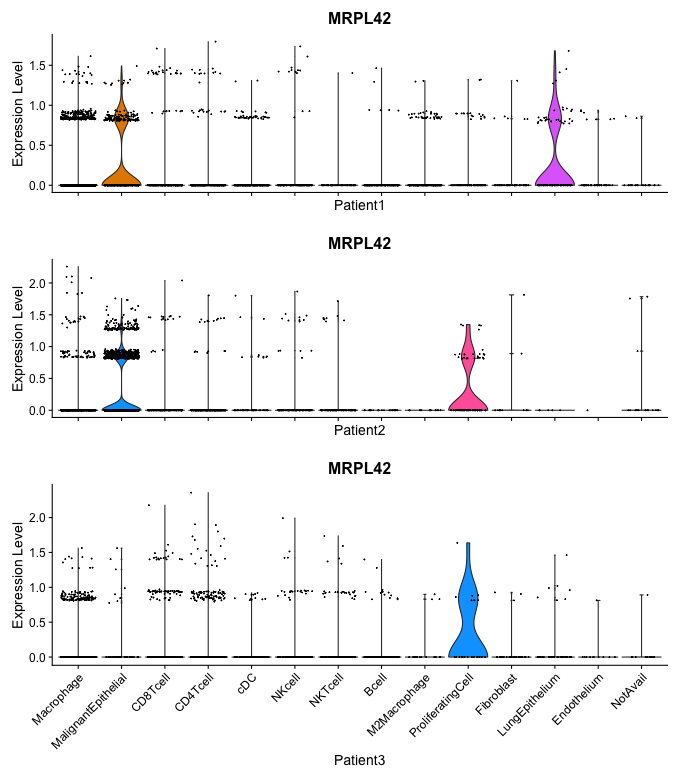 MRPL42
Expression Level
1.5
1.0
0.5
0.0
Patient1
MRPL42
Expression Level
2.0
1.5
1.0
0.5
0.0
Patient2
MRPL42
Expression Level
2.0
1.5
1.0
0.5
0.0
Macrophage
MalignantEpithelial
CD8Tcell
CD4Tcell
cDC
NKcell
NKTcell
Bcell
M2Macrophage
ProliferatingCell
Fibroblast
LungEpithelium
Endothelium
NotAvail
Patient3